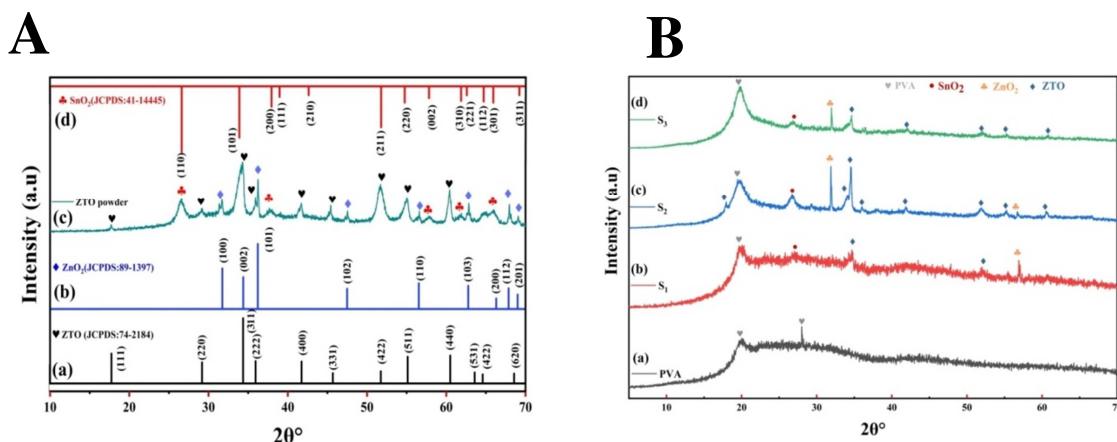 A
♣ SnO₂(JCPDS:41-14445)
(d)
(110)
(101)
(200)
(111)
(210)
(211)
(220)
(002)
(310)
(221)
(112)
(301)
(311)
ZTO powder
(c)
♦ ZnO₂(JCPDS:89-1397)
(b)
(100)
(002)
(101)
(102)
(110)
(103)
(200)
(112)
(201)
♥ ZTO (JCPDS:74-2184)
(a)
(111)
(220)
(311)
(222)
(400)
(331)
(422)
(511)
(440)
(531)
(422)
(620)
10 20 30 40 50 60 70
2θ°
Intensity (a.u)
B
♥ PVA ● SnO₂ ♣ ZnO₂ ♦ ZTO
(d)
S₃
(c)
S₂
(b)
S₁
(a)
PVA
10 20 30 40 50 60 70
2θ°
Intensity (a.u)